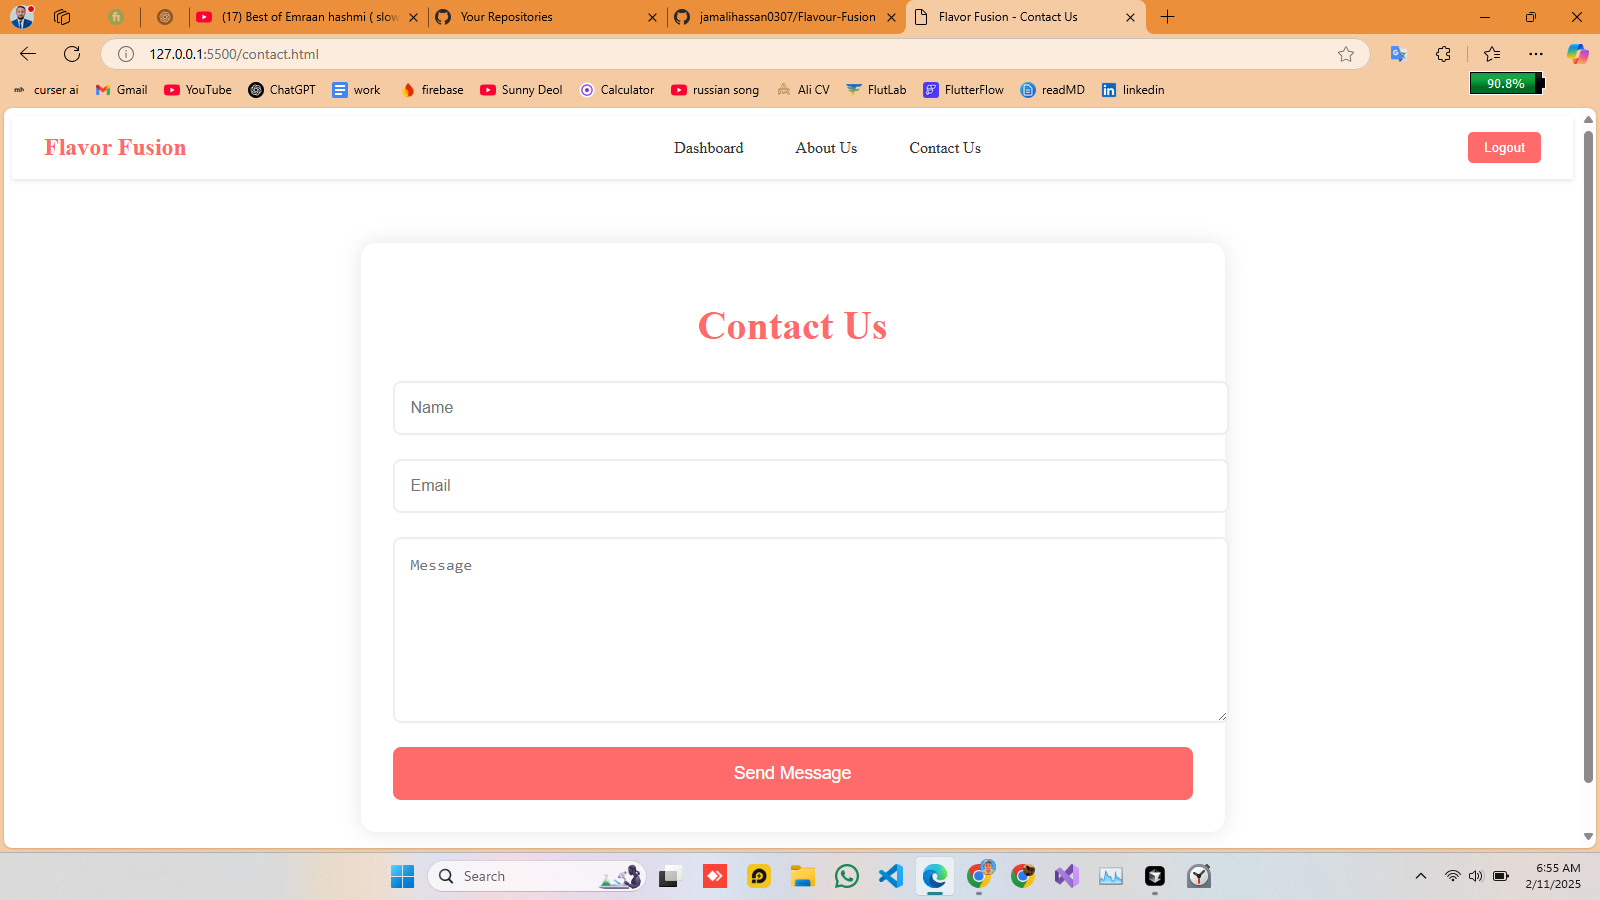 (17) Best of Emraan hashmi ( slow
Your Repositories
jamalihassan0307/Flavour-Fusion
Flavor Fusion - Contact Us
127.0.0.1:5500/contact.html
curser ai
Gmail
YouTube
ChatGPT
work
firebase
Sunny Deol
Calculator
russian song
Ali CV
FlutLab
FlutterFlow
readMD
linkedin
90.8%
Flavor Fusion
Dashboard
About Us
Contact Us
Logout
Contact Us
Name
Email
Message
Send Message
Search
6:55 AM
2/11/2025